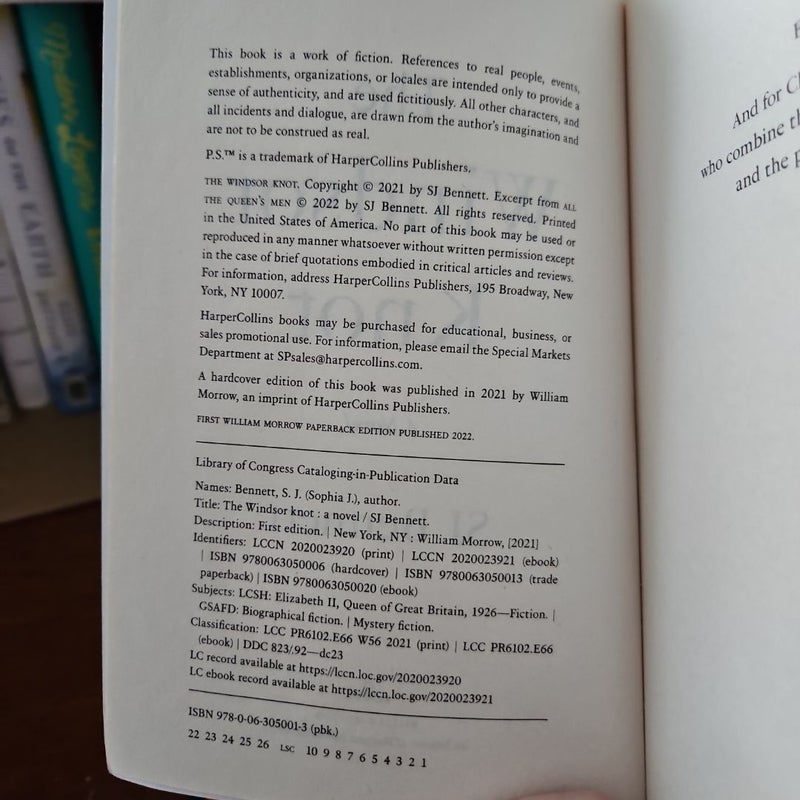 This book is a work of fiction. References to real people, events,
establishments, organizations, or locales are intended only to provide a
sense of authenticity, and are used fictitiously. All other characters, and
all incidents and dialogue, are drawn from the author's imagination and
are not to be construed as real.
P.S.™ is a trademark of HarperCollins Publishers.
THE WINDSOR KNOT. Copyright © 2021 by SJ Bennett. Excerpt from ALL
THE QUEEN'S MEN © 2022 by SJ Bennett. All rights reserved. Printed
in the United States of America. No part of this book may be used or
reproduced in any manner whatsoever without written permission except
in the case of brief quotations embodied in critical articles and reviews.
For information, address HarperCollins Publishers, 195 Broadway, New
York, NY 10007.
HarperCollins books may be purchased for educational, business, or
sales promotional use. For information, please email the Special Markets
Department at SPsales@harpercollins.com.
A hardcover edition of this book was published in 2021 by William
Morrow, an imprint of HarperCollins Publishers.
FIRST WILLIAM MORROW PAPERBACK EDITION PUBLISHED 2022.
Library of Congress Cataloging-in-Publication Data
Names: Bennett, S. J. (Sophia J.), author.
Title: The Windsor knot : a novel / SJ Bennett.
Description: First edition. | New York, NY : William Morrow, [2021]
Identifiers: LCCN 2020023920 (print) | LCCN 2020023921 (ebook)
| ISBN 9780063050006 (hardcover) | ISBN 9780063050013 (trade
paperback) | ISBN 9780063050020 (ebook)
Subjects: LCSH: Elizabeth II, Queen of Great Britain, 1926—Fiction. |
GSAFD: Biographical fiction. | Mystery fiction.
Classification: LCC PR6102.E66 W56 2021 (print) | LCC PR6102.E66
(ebook) | DDC 823/.92—dc23
LC record available at https://lccn.loc.gov/2020023920
LC ebook record available at https://lccn.loc.gov/2020023921
ISBN 978-0-06-305001-3 (pbk.)
22 23 24 25 26 LSC 10 9 8 7 6 5 4 3 2 1
And for
who combine
and the
OF THE EARTH